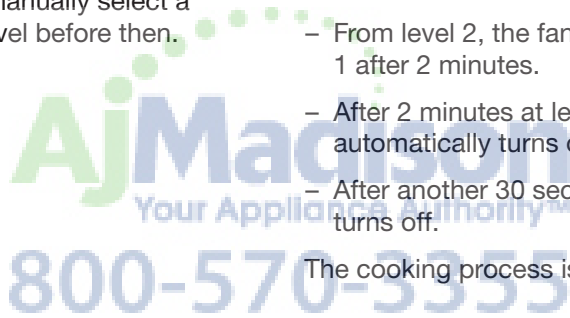 manually select a
vel before then.
– From level 2, the fan
1 after 2 minutes.
– After 2 minutes at le
automatically turns o
– After another 30 sec
turns off.
The cooking process is
AjMadison
Your Appliance Authority™
800-570-3355